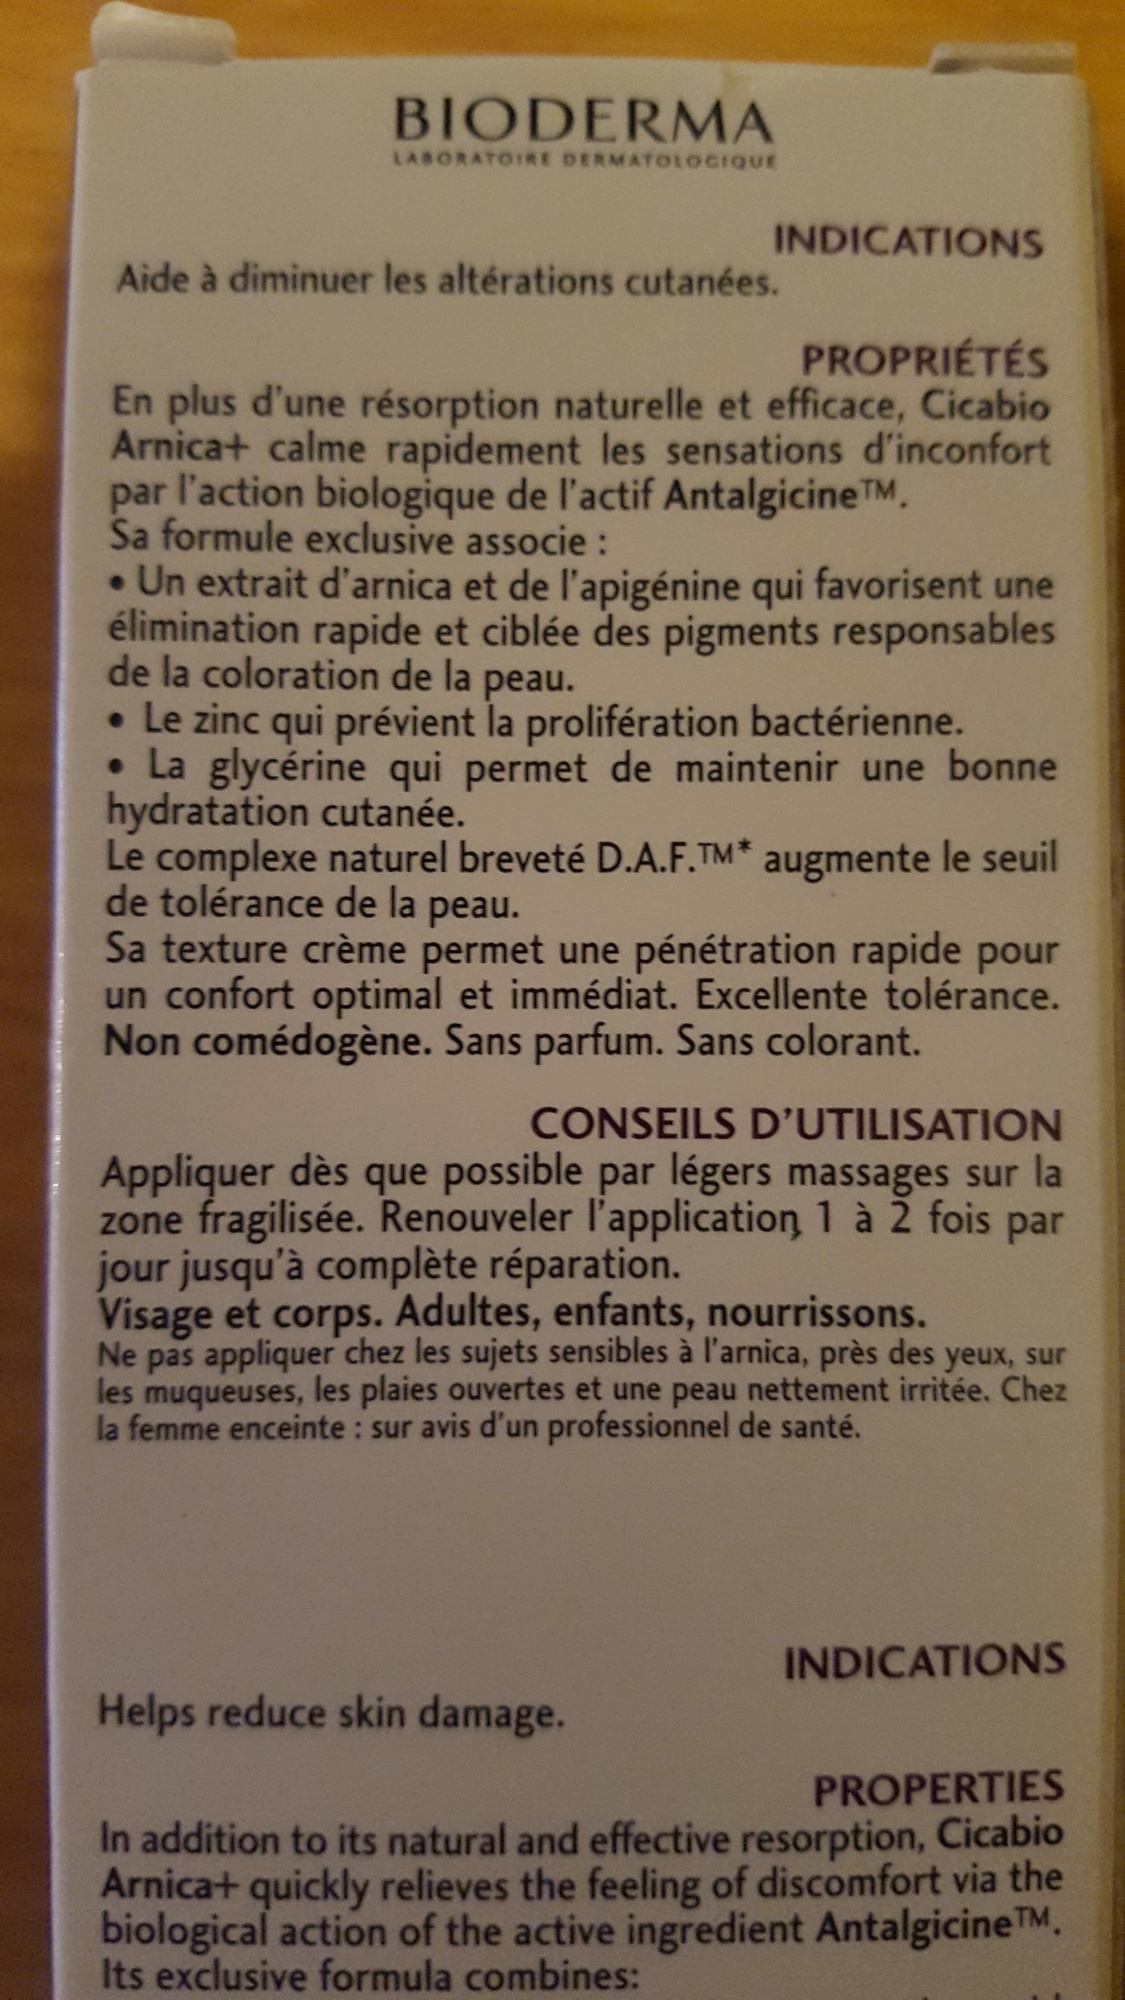 BIODERMA
LABORATOIRE DERMATOLOGIQUE
INDICATIONS
Aide à diminuer les altérations cutanées.
PROPRIÉTÉS
En plus d'une résorption naturelle et efficace, Cicabio
Arnica+ calme rapidement les sensations d'inconfort
par l'action biologique de l'actif Antalgicine™.
Sa formule exclusive associe :
• Un extrait d'arnica et de l'apigénine qui favorisent une
élimination rapide et ciblée des pigments responsables
de la coloration de la peau.
• Le zinc qui prévient la prolifération bactérienne.
• La glycérine qui permet de maintenir une bonne
hydratation cutanée.
Le complexe naturel breveté D.A.F.™* augmente le seuil
de tolérance de la peau.
Sa texture crème permet une pénétration rapide pour
un confort optimal et immédiat. Excellente tolérance.
Non comédogène. Sans parfum. Sans colorant.
CONSEILS D'UTILISATION
Appliquer dès que possible par légers massages sur la
zone fragilisée. Renouveler l'application 1 à 2 fois par
jour jusqu'à complète réparation.
Visage et corps. Adultes, enfants, nourrissons.
Ne pas appliquer chez les sujets sensibles à l'arnica, près des yeux, sur
les muqueuses, les plaies ouvertes et une peau nettement irritée. Chez
la femme enceinte : sur avis d'un professionnel de santé.
INDICATIONS
Helps reduce skin damage.
PROPERTIES
In addition to its natural and effective resorption, Cicabio
Arnica+ quickly relieves the feeling of discomfort via the
biological action of the active ingredient Antalgicine™.
Its exclusive formula combines: